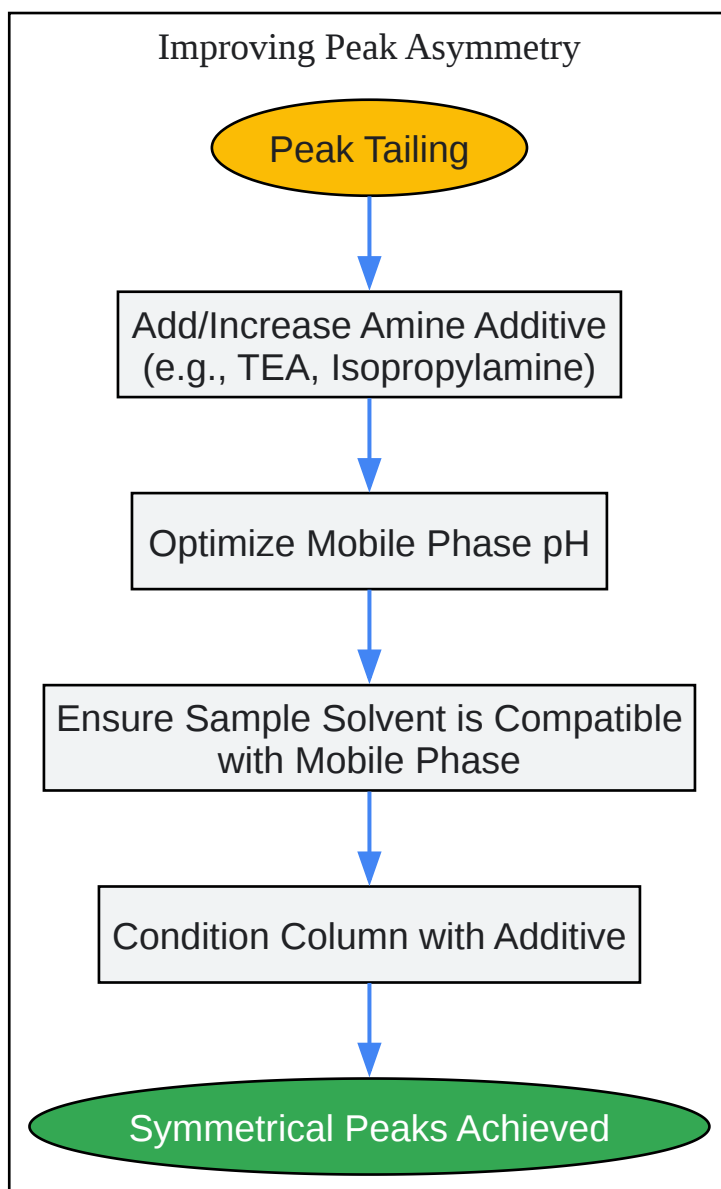 Improving Peak Asymmetry
Peak Tailing
Add/Increase Amine Additive
(e.g., TEA, Isopropylamine)
Optimize Mobile Phase pH
Ensure Sample Solvent is Compatible
with Mobile Phase
Condition Column with Additive
Symmetrical Peaks Achieved